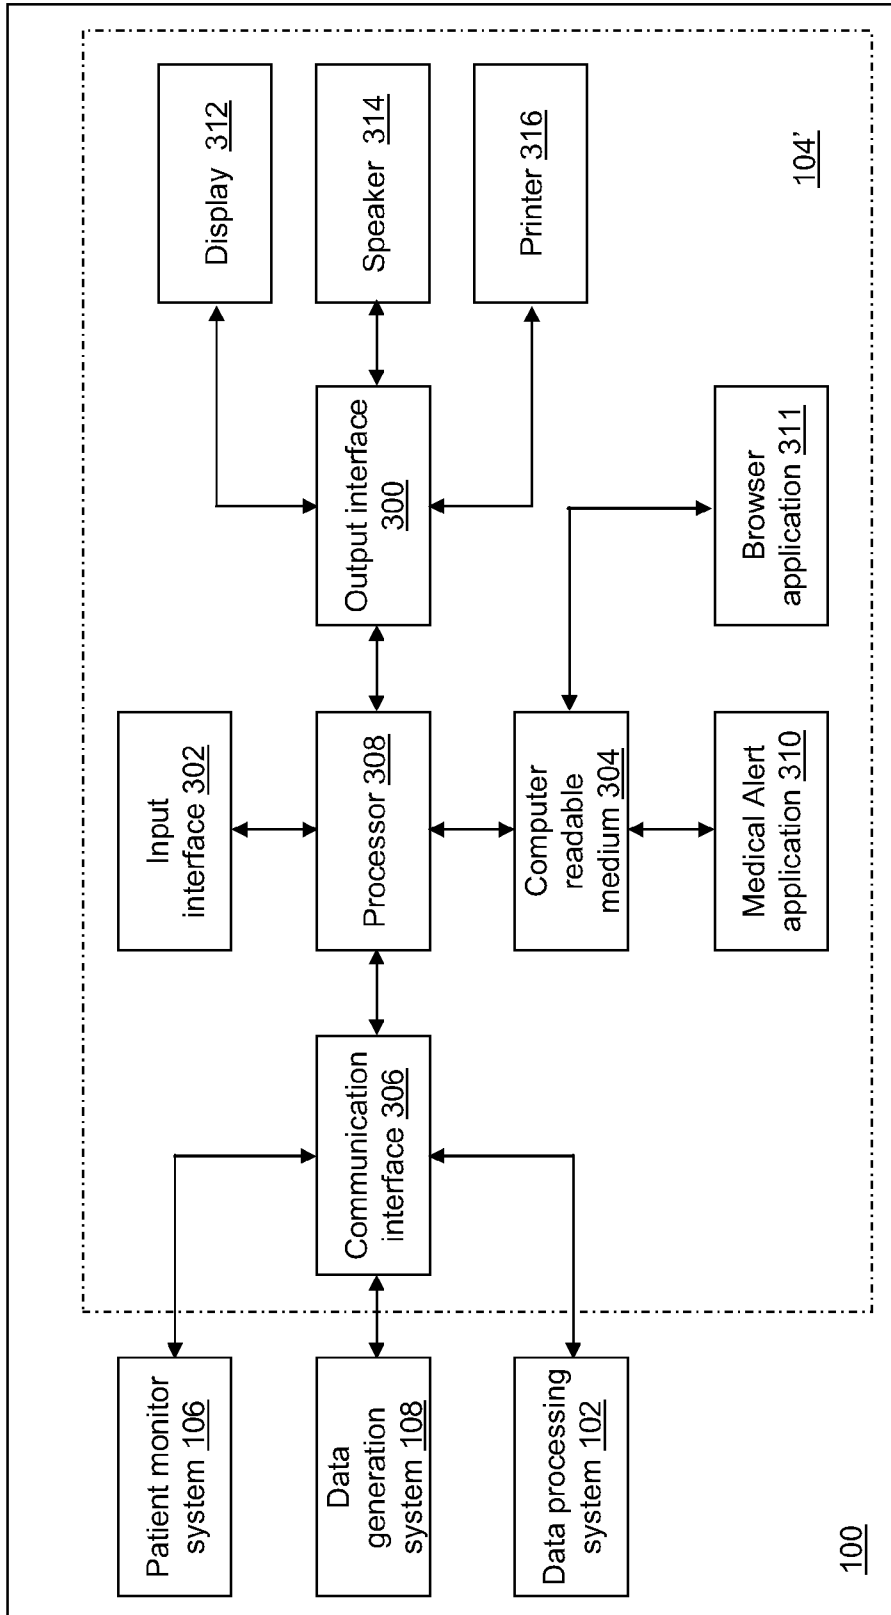 Patient monitor
system 106
Data
generation
system 108
Data processing
system 102
100
Communication
interface 306
Input
interface 302
Processor 308
Computer
readable
medium 304
Medical Alert
application 310
Output interface
300
Browser
application 311
Display 312
Speaker 314
Printer 316
104’